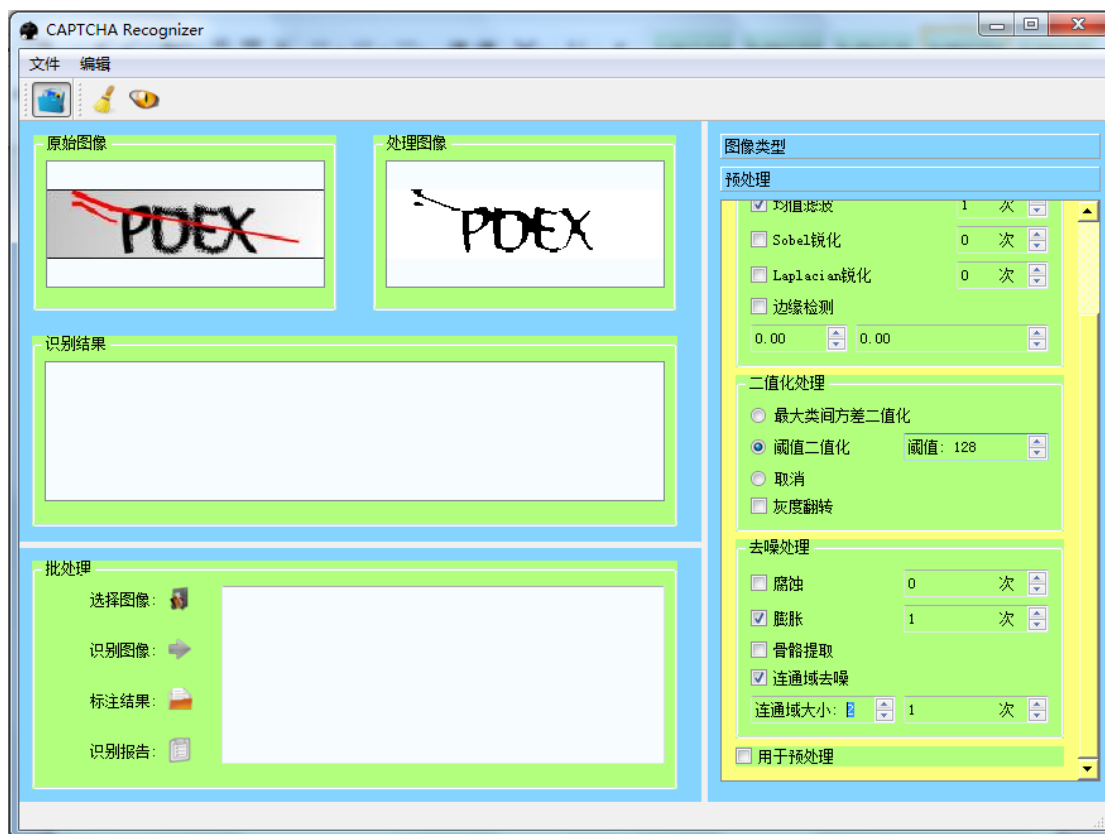 CAPTCHA Recognizer
文件 编辑
原始图像
PDEX
处理图像
PDEX
识别结果
批处理
选择图像:
识别图像:
标注结果:
识别报告:
图像类型
预处理
均值滤波 1 次
Sobel锐化 0 次
Laplacian锐化 0 次
边缘检测
0.00 0.00
二值化处理
最大类间方差二值化
阈值二值化 阈值: 128
取消
灰度翻转
去噪处理
腐蚀 0 次
膨胀 1 次
骨骼提取
连通域去噪
连通域大小: 2 1 次
用于预处理